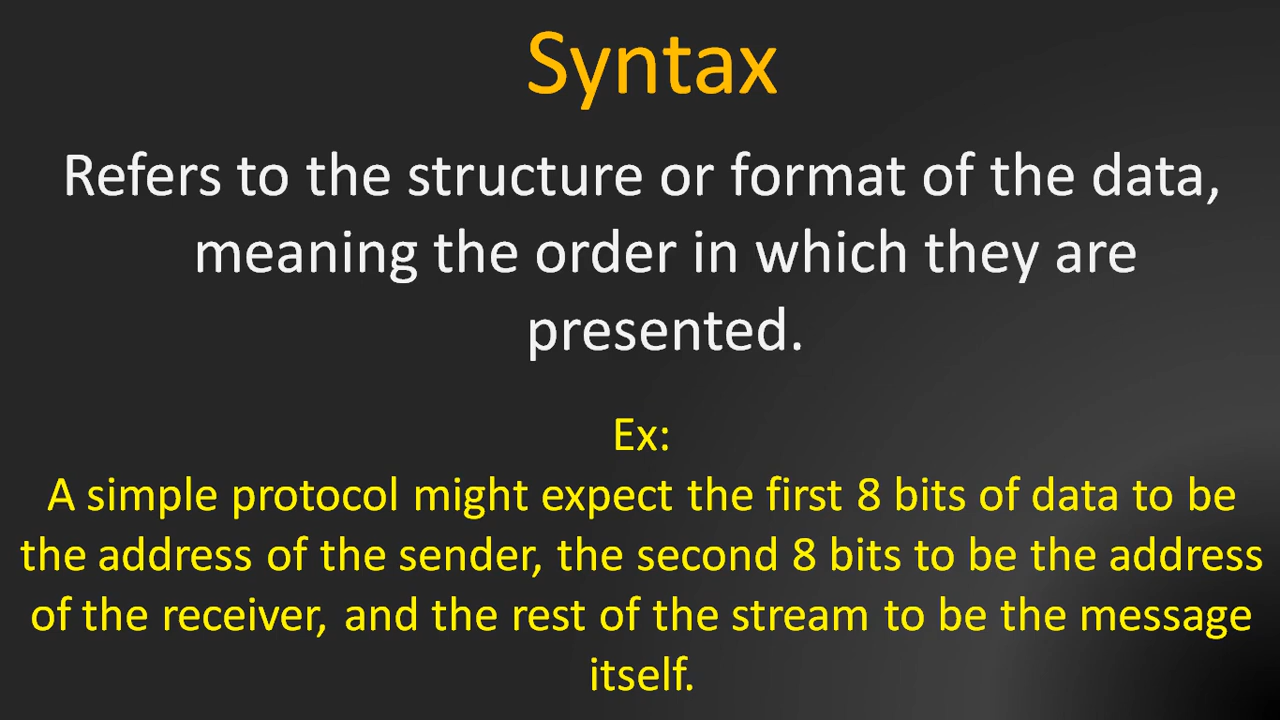 Syntax
Refers to the structure or format of the data,
meaning the order in which they are
presented.
Ex:
A simple protocol might expect the first 8 bits of data to be
the address of the sender, the second 8 bits to be the address
of the receiver, and the rest of the stream to be the message
itself.